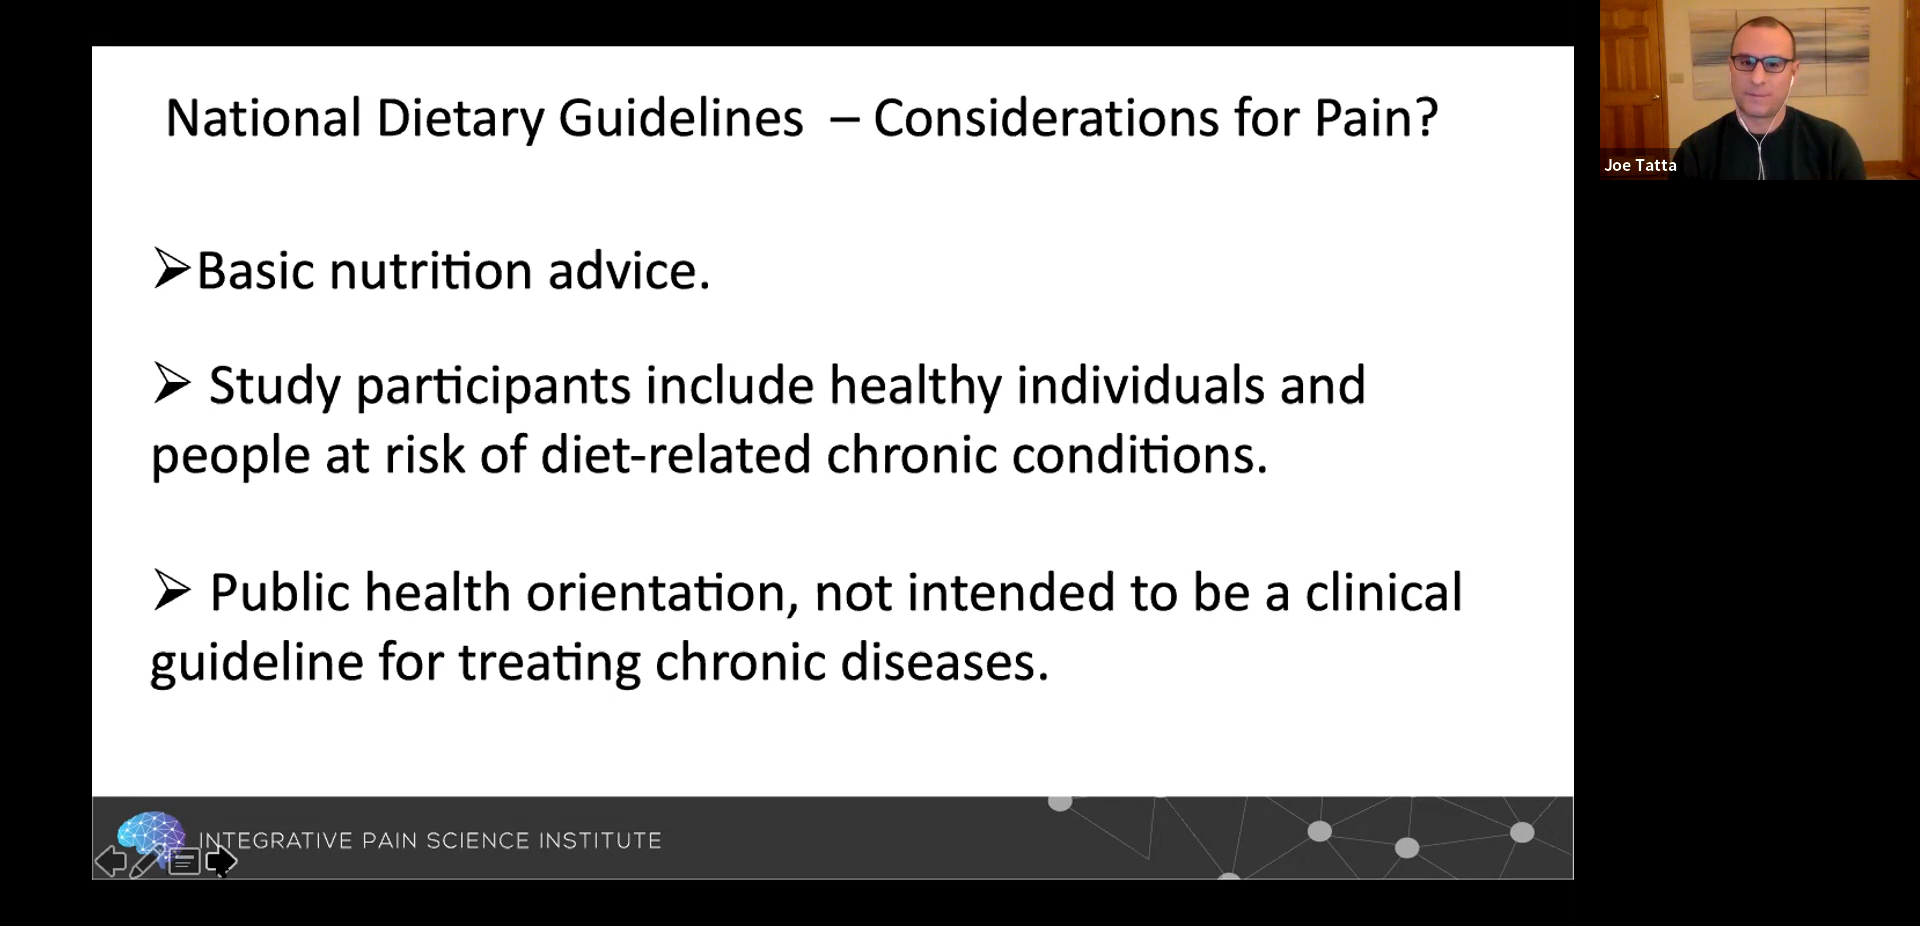 National Dietary Guidelines – Considerations for Pain?
➢Basic nutrition advice.
➢ Study participants include healthy individuals and
people at risk of diet-related chronic conditions.
➢ Public health orientation, not intended to be a clinical
guideline for treating chronic diseases.
INTEGRATIVE PAIN SCIENCE INSTITUTE
Joe Tatta